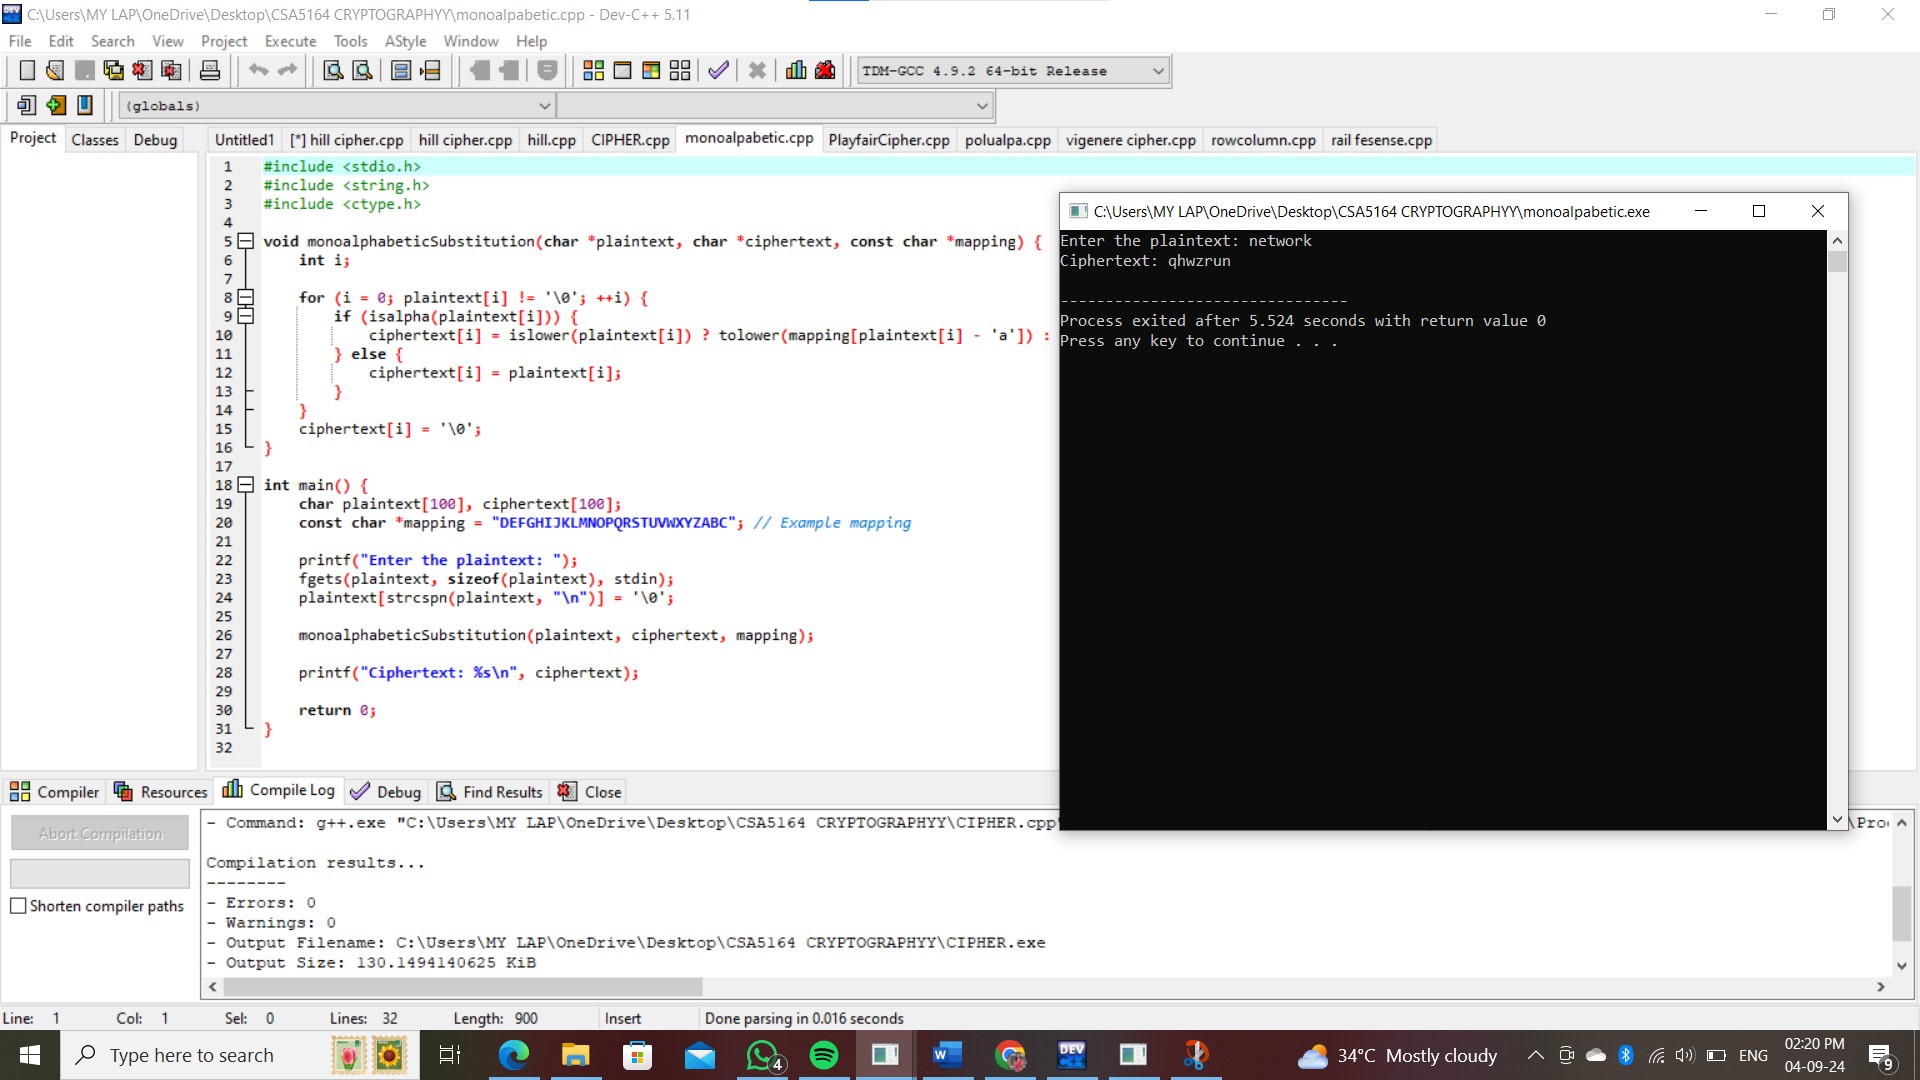 C:\Users\MY LAP\OneDrive\Desktop\CSA5164 CRYPTOGRAPHYY\monoalpabetic.cpp - Dev-C++ 5.11
File Edit Search View Project Execute Tools AStyle Window Help
TDM-GCC 4.9.2 64-bit Release
(globals)
Project Classes Debug
Untitled1 [*] hill cipher.cpp hill cipher.cpp hill.cpp CIPHER.cpp monoalpabetic.cpp PlayfairCipher.cpp polualpa.cpp vigenere cipher.cpp rowcolumn.cpp rail fesense.cpp
1 #include <stdio.h>
2 #include <string.h>
3 #include <ctype.h>
4
5 void monoalphabeticSubstitution(char *plaintext, char *ciphertext, const char *mapping) {
6 int i;
7
8 for (i = 0; plaintext[i] != '\0'; ++i) {
9 if (isalpha(plaintext[i])) {
10 ciphertext[i] = islower(plaintext[i]) ? tolower(mapping[plaintext[i] - 'a']) :
11 } else {
12 ciphertext[i] = plaintext[i];
13 }
14 }
15 ciphertext[i] = '\0';
16 }
17
18 int main() {
19 char plaintext[100], ciphertext[100];
20 const char *mapping = "DEFGHIJKLMNOPQRSTUVWXYZABC"; // Example mapping
21
22 printf("Enter the plaintext: ");
23 fgets(plaintext, sizeof(plaintext), stdin);
24 plaintext[strcspn(plaintext, "\n")] = '\0';
25
26 monoalphabeticSubstitution(plaintext, ciphertext, mapping);
27
28 printf("Ciphertext: %s\n", ciphertext);
29
30 return 0;
31 }
32
C:\Users\MY LAP\OneDrive\Desktop\CSA5164 CRYPTOGRAPHYY\monoalpabetic.exe
Enter the plaintext: network
Ciphertext: qhwzrun
--------------------------------
Process exited after 5.524 seconds with return value 0
Press any key to continue . . .
Compiler Resources Compile Log Debug Find Results Close
Abort Compilation
Shorten compiler paths
- Command: g++.exe "C:\Users\MY LAP\OneDrive\Desktop\CSA5164 CRYPTOGRAPHYY\CIPHER.cpp" \Pro
Compilation results...
--------
- Errors: 0
- Warnings: 0
- Output Filename: C:\Users\MY LAP\OneDrive\Desktop\CSA5164 CRYPTOGRAPHYY\CIPHER.exe
- Output Size: 130.1494140625 KiB
Line: 1 Col: 1 Sel: 0 Lines: 32 Length: 900 Insert Done parsing in 0.016 seconds
Type here to search
4
W
DEV
34°C Mostly cloudy
ENG
02:20 PM
04-09-24
9